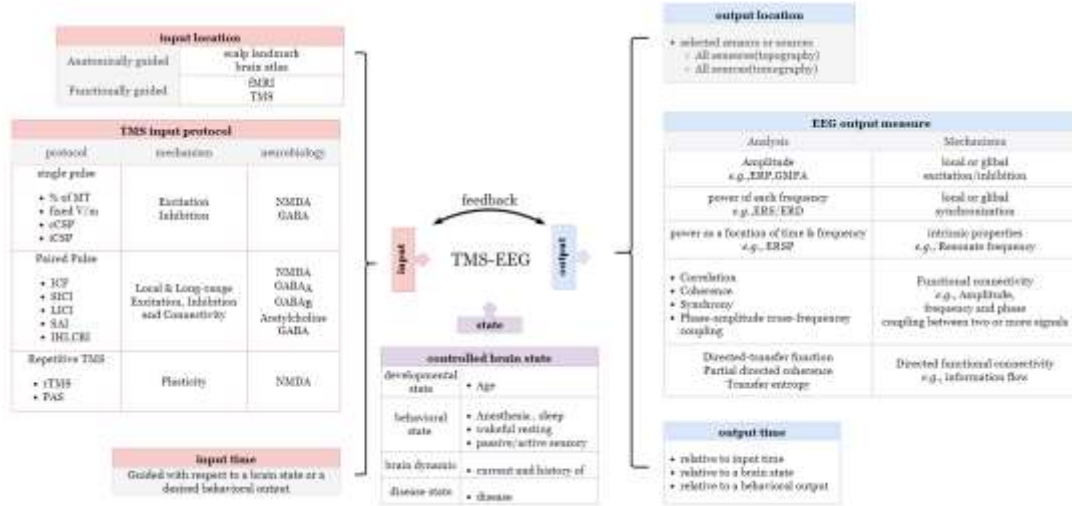 input location
Anatomically guided
scalp landmark
brain atlas
Functionally guided
fMRI
TMS
TMS input protocol
protocol mechanism neurobiology
single pulse
• % of MT
• fixed V/m
• cCSP
• iCSP
Excitation
Inhibition
NMDA
GABA
Paired Pulse
• ICF
• SICI
• LICI
• SAI
• IHI,CBI
Local & Long-range
Excitation, Inhibition
and Connectivity
NMDA
GABAA
GABAB
Acetylcholine
GABA
Repetitive TMS
• rTMS
• PAS
Plasticity
NMDA
input time
Guided with respect to a brain state or a
desired behavioral output
feedback
input
TMS-EEG
output
state
controlled brain state
developmental
state
• Age
behavioral
state
• Anesthesia , sleep
• wakeful resting
• passive/active sensory
brain dynamic
• current and history of
disease state
• disease
output location
• selected sensors or sources
○ All sensors(topography)
○ All sources(tomography)
EEG output measure
Analysis Mechanisms
Amplitude
e.g.,ERP,GMPA
local or glibal
excitation/inhibition
power of each frequency
e.g.,ERS/ERD
local or glibal
synchronization
power as a focation of time & frequency
e.g., ERSP
intrinsic properties
e.g., Resonate frequency
• Correlation
• Coherence
• Synchrony
• Phase-amplitude cross-frequency
coupling
Functional connectivity
e.g., Amplitude,
frequency and phase
coupling between two or more signals
Directed-transfer function
Partial directed coherence
Transfer entropy
Directed functional connectivity
e.g., information flow
output time
• relative to input time
• relative to a brain state
• relative to a behavioral output